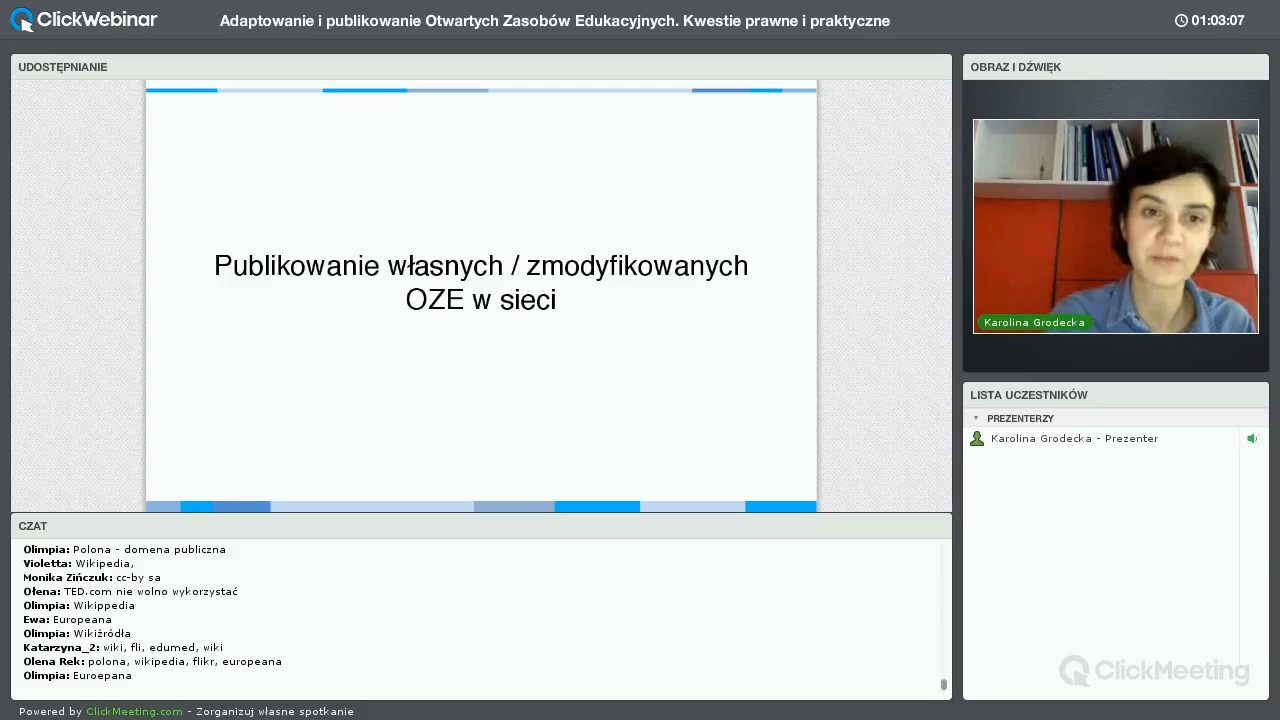 ClickWebinar
Adaptowanie i publikowanie Otwartych Zasobów Edukacyjnych. Kwestie prawne i praktyczne
01:03:07
UDOSTĘPNIANIE
Publikowanie własnych / zmodyfikowanych
OZE w sieci
OBRAZ I DŹWIĘK
Karolina Grodecka
LISTA UCZESTNIKÓW
PREZENTERZY
Karolina Grodecka - Prezenter
CZAT
Olimpia: Polona - domena publiczna
Violetta: Wikipedia,
Monika Zińczuk: cc-by sa
Ołena: TED.com nie wolno wykorzystać
Olimpia: Wikippedia
Ewa: Europeana
Olimpia: Wikiźródła
Katarzyna_2: wiki, fli, edumed, wiki
Olena Rek: polona, wikipedia, flikr, europeana
Olimpia: Euroepana
ClickMeeting
Powered by ClickMeeting.com - Zorganizuj własne spotkanie